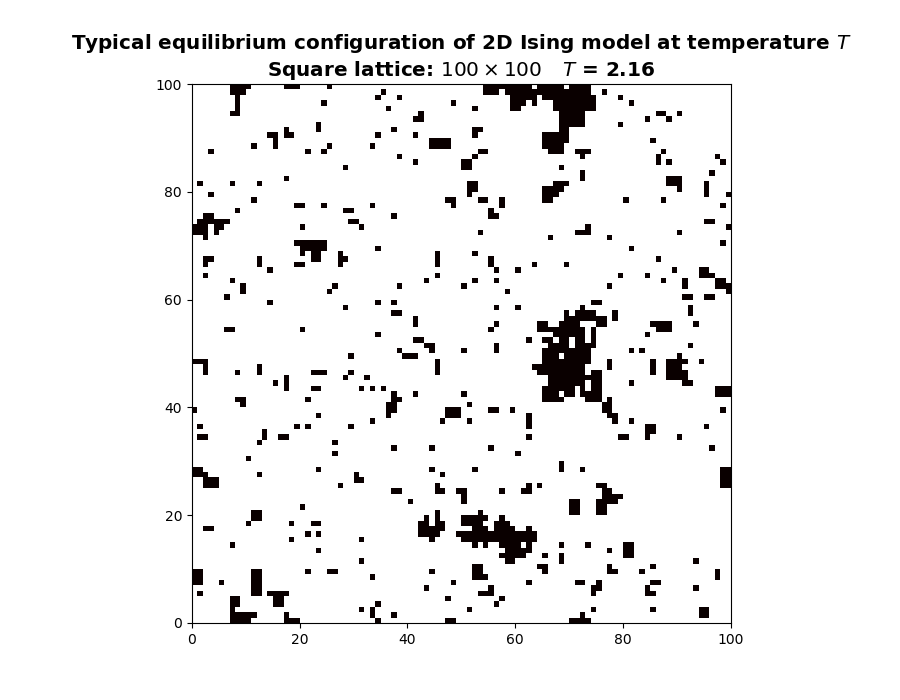 Typical equilibrium configuration of 2D Ising model at temperature T
Square lattice: 100 × 100 T = 2.16
100
80
60
40
20
0
0 20 40 60 80 100